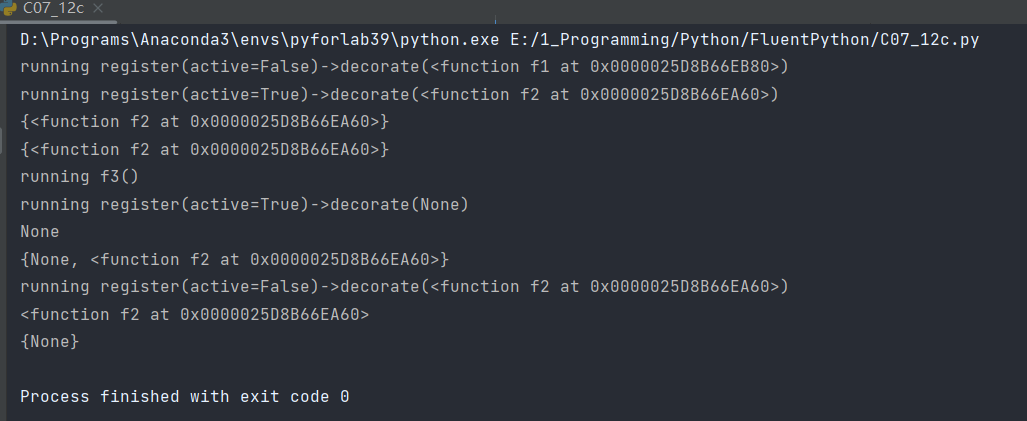 C07_12c
D:\Programs\Anaconda3\envs\pyforlab39\python.exe E:/1_Programming/Python/FluentPython/C07_12c.py
running register(active=False)->decorate(<function f1 at 0x0000025D8B66EB80>)
running register(active=True)->decorate(<function f2 at 0x0000025D8B66EA60>)
{<function f2 at 0x0000025D8B66EA60>}
{<function f2 at 0x0000025D8B66EA60>}
running f3()
running register(active=True)->decorate(None)
None
{None, <function f2 at 0x0000025D8B66EA60>}
running register(active=False)->decorate(<function f2 at 0x0000025D8B66EA60>)
<function f2 at 0x0000025D8B66EA60>
{None}
Process finished with exit code 0